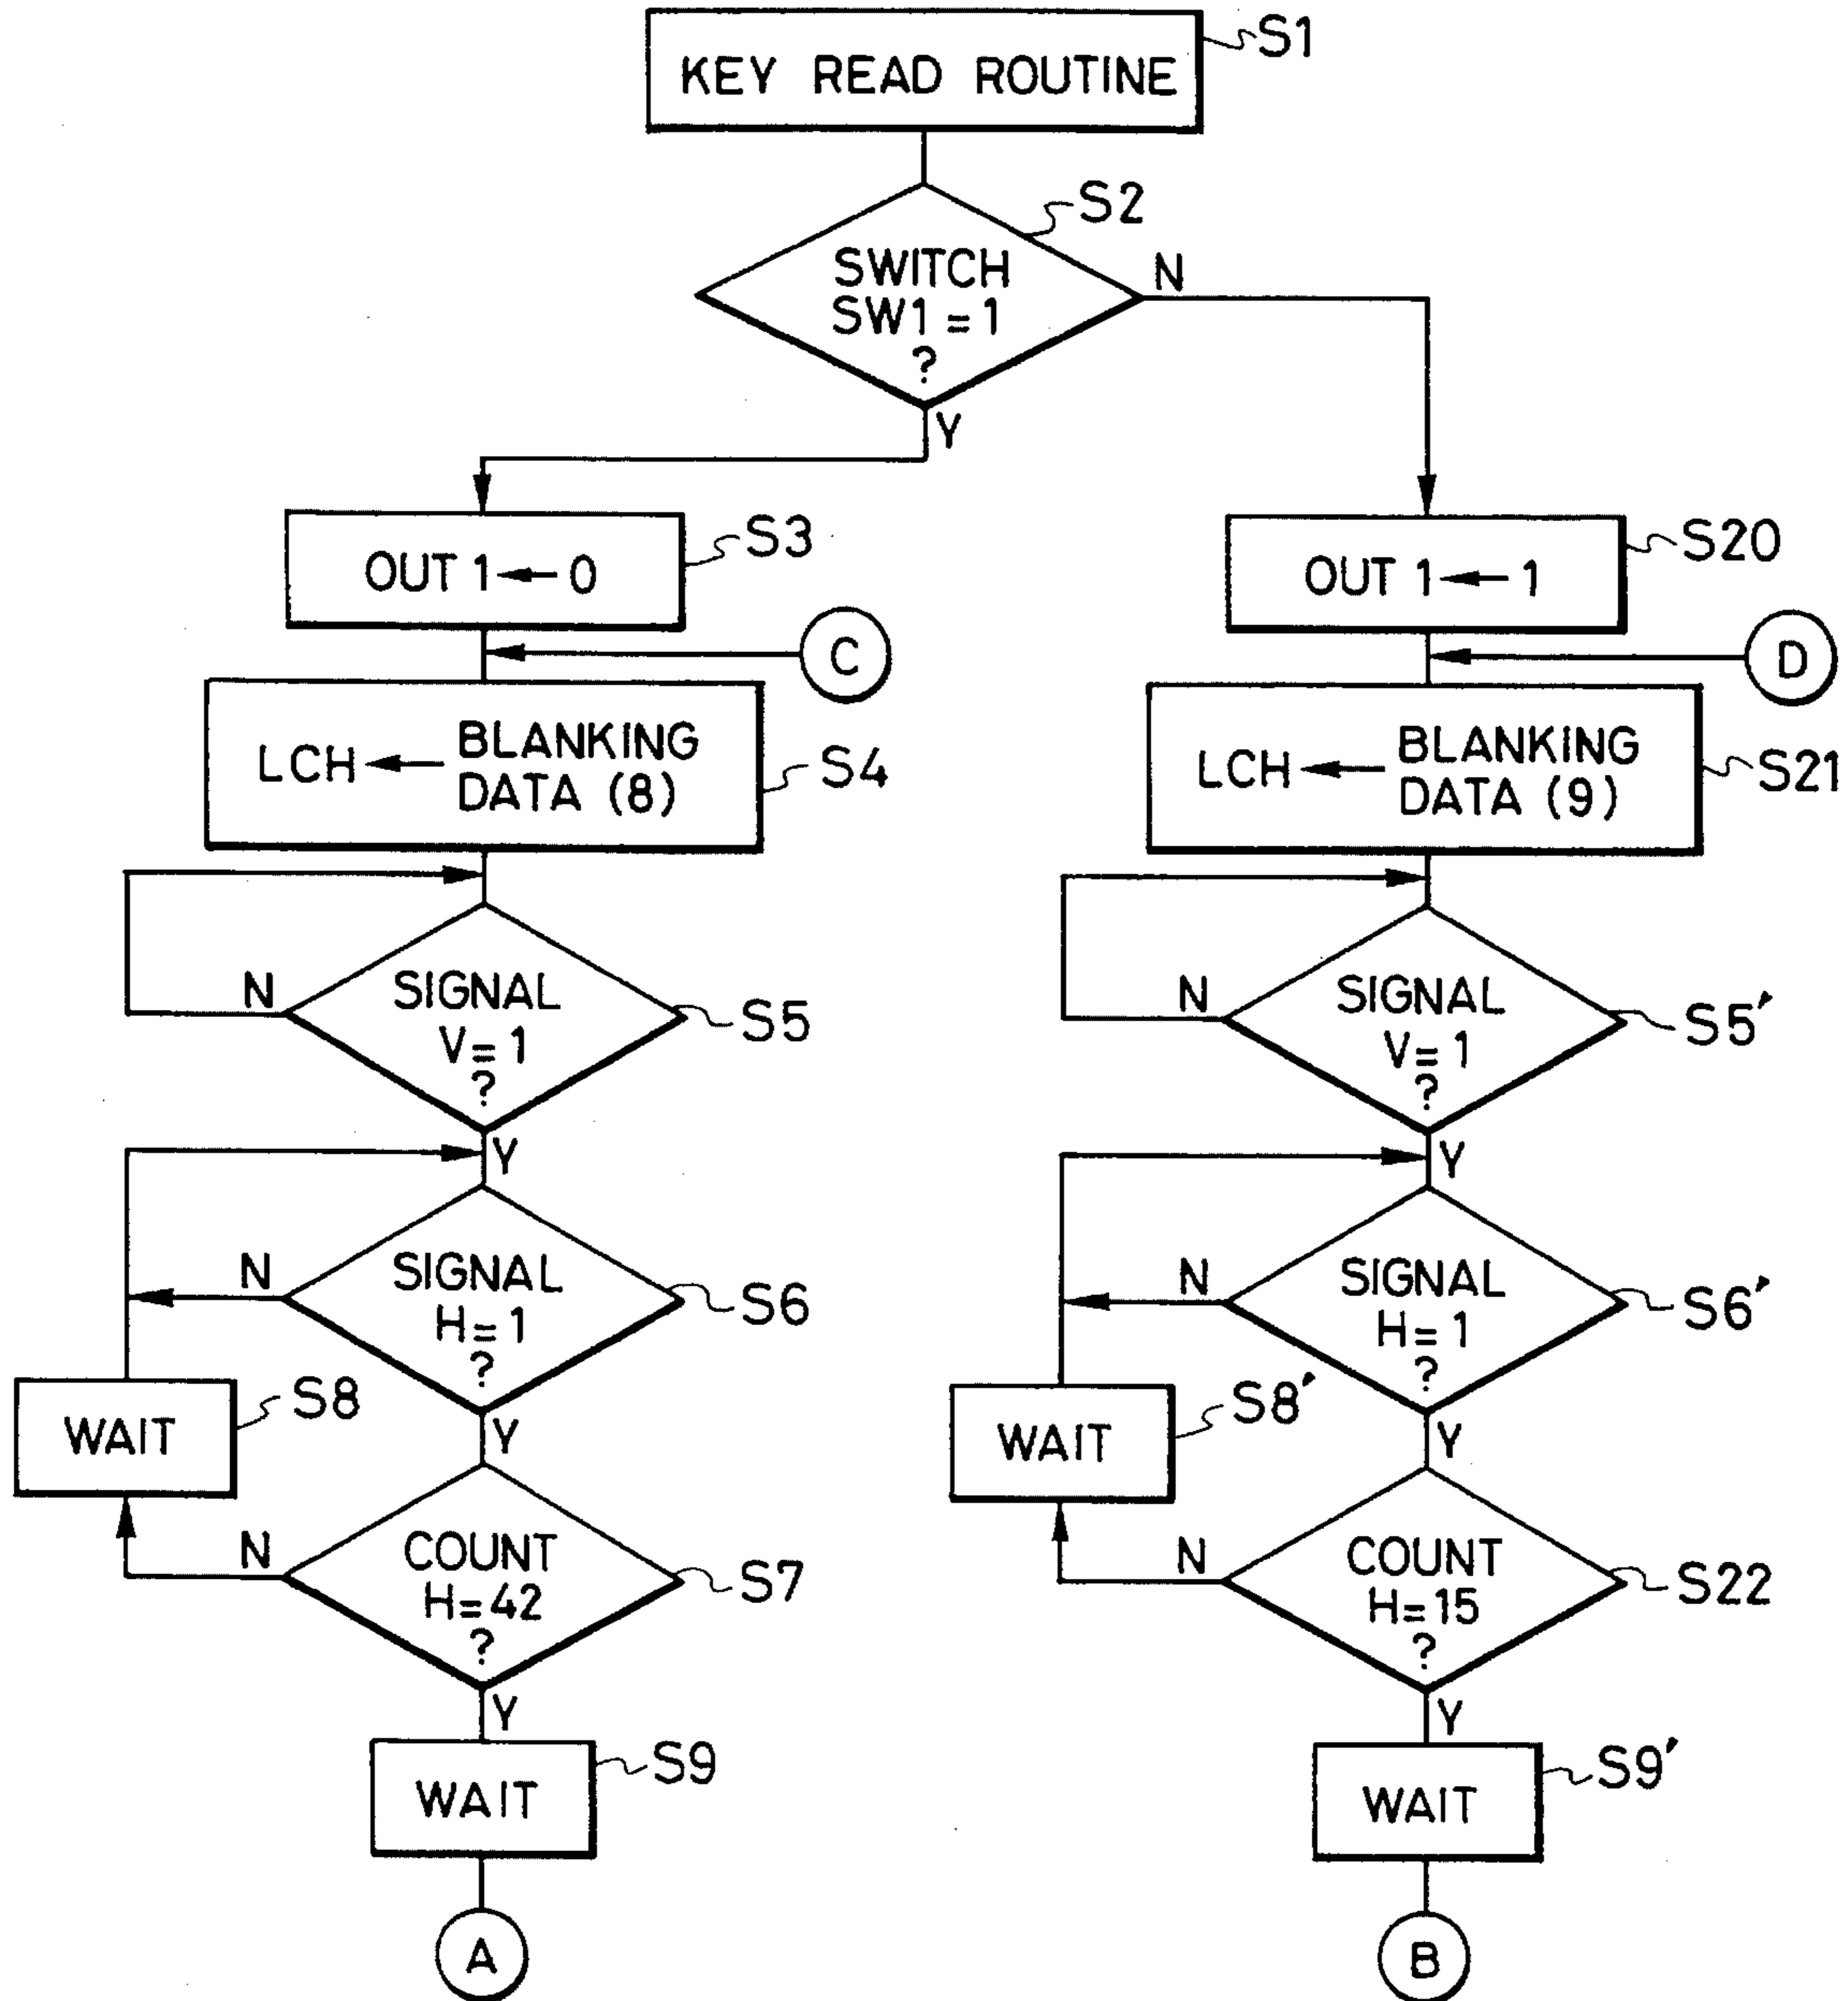 KEY READ ROUTINE
S1
S2
SWITCH
SW1 = 1
?
N
Y
OUT 1 ← 0
S3
OUT 1 ← 1
S20
C
D
LCH ← BLANKING
DATA (8)
S4
LCH ← BLANKING
DATA (9)
S21
N
SIGNAL
V = 1
?
S5
Y
N
SIGNAL
V = 1
?
S5'
Y
N
SIGNAL
H = 1
?
S6
Y
N
SIGNAL
H = 1
?
S6'
Y
WAIT
S8
WAIT
S8'
N
COUNT
H = 42
?
S7
Y
N
COUNT
H = 15
?
S22
Y
WAIT
S9
WAIT
S9'
A
B